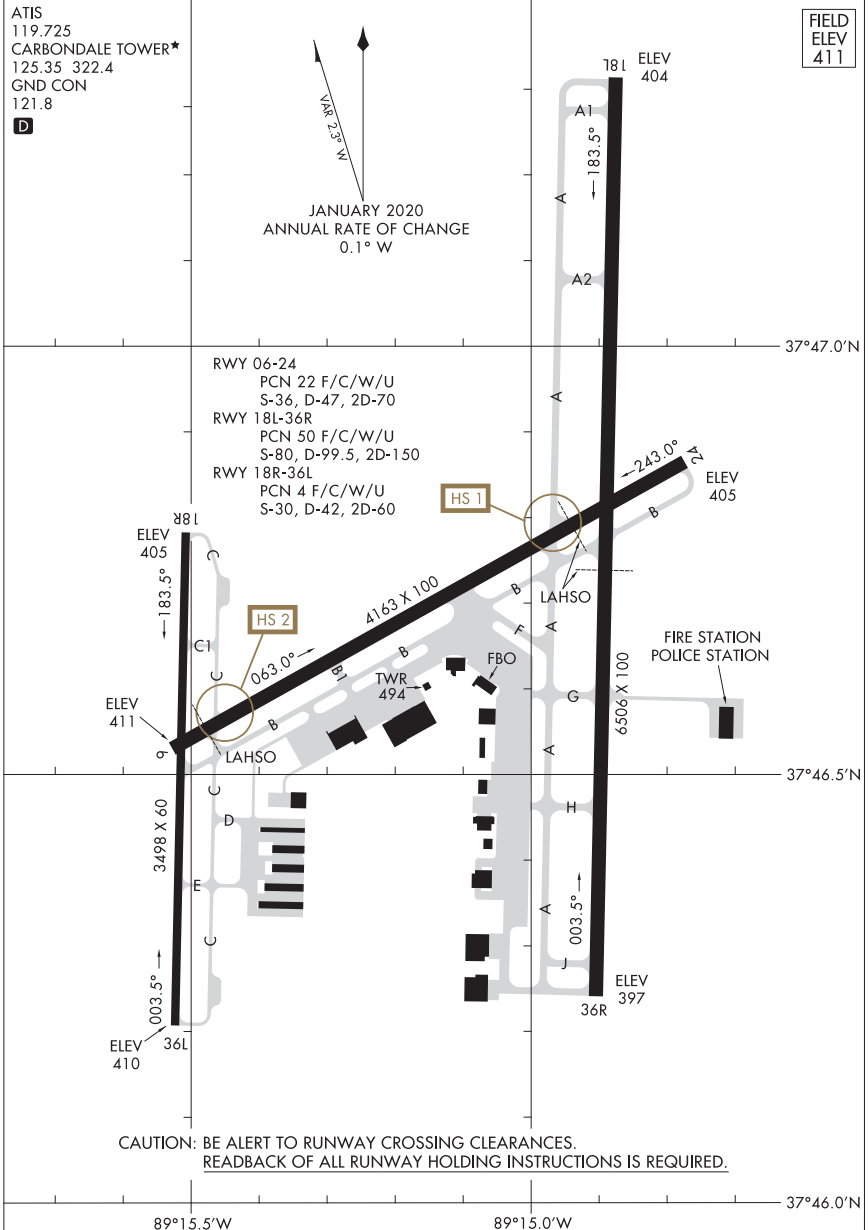 ATIS
119.725
CARBONDALE TOWER★
125.35 322.4
GND CON
121.8
D
FIELD
ELEV
411
VAR 2.3° W
JANUARY 2020
ANNUAL RATE OF CHANGE
0.1° W
18L
ELEV
404
A1
183.5°
A
A2
37°47.0'N
RWY 06-24
PCN 22 F/C/W/U
S-36, D-47, 2D-70
RWY 18L-36R
PCN 50 F/C/W/U
S-80, D-99.5, 2D-150
RWY 18R-36L
PCN 4 F/C/W/U
S-30, D-42, 2D-60
A
243.0°
24
ELEV
405
HS 1
B
18R
ELEV
405
C
183.5°
4163 X 100
B
LAHSO
HS 2
C1
C
063.0°
B1
B
F
A
FIRE STATION
POLICE STATION
TWR
494
FBO
G
6506 X 100
ELEV
411
6
B
LAHSO
A
37°46.5'N
C
3498 X 60
D
H
E
C
A
003.5°
003.5°
J
ELEV
397
36R
36L
ELEV
410
CAUTION: BE ALERT TO RUNWAY CROSSING CLEARANCES.
READBACK OF ALL RUNWAY HOLDING INSTRUCTIONS IS REQUIRED.
37°46.0'N
89°15.5'W
89°15.0'W